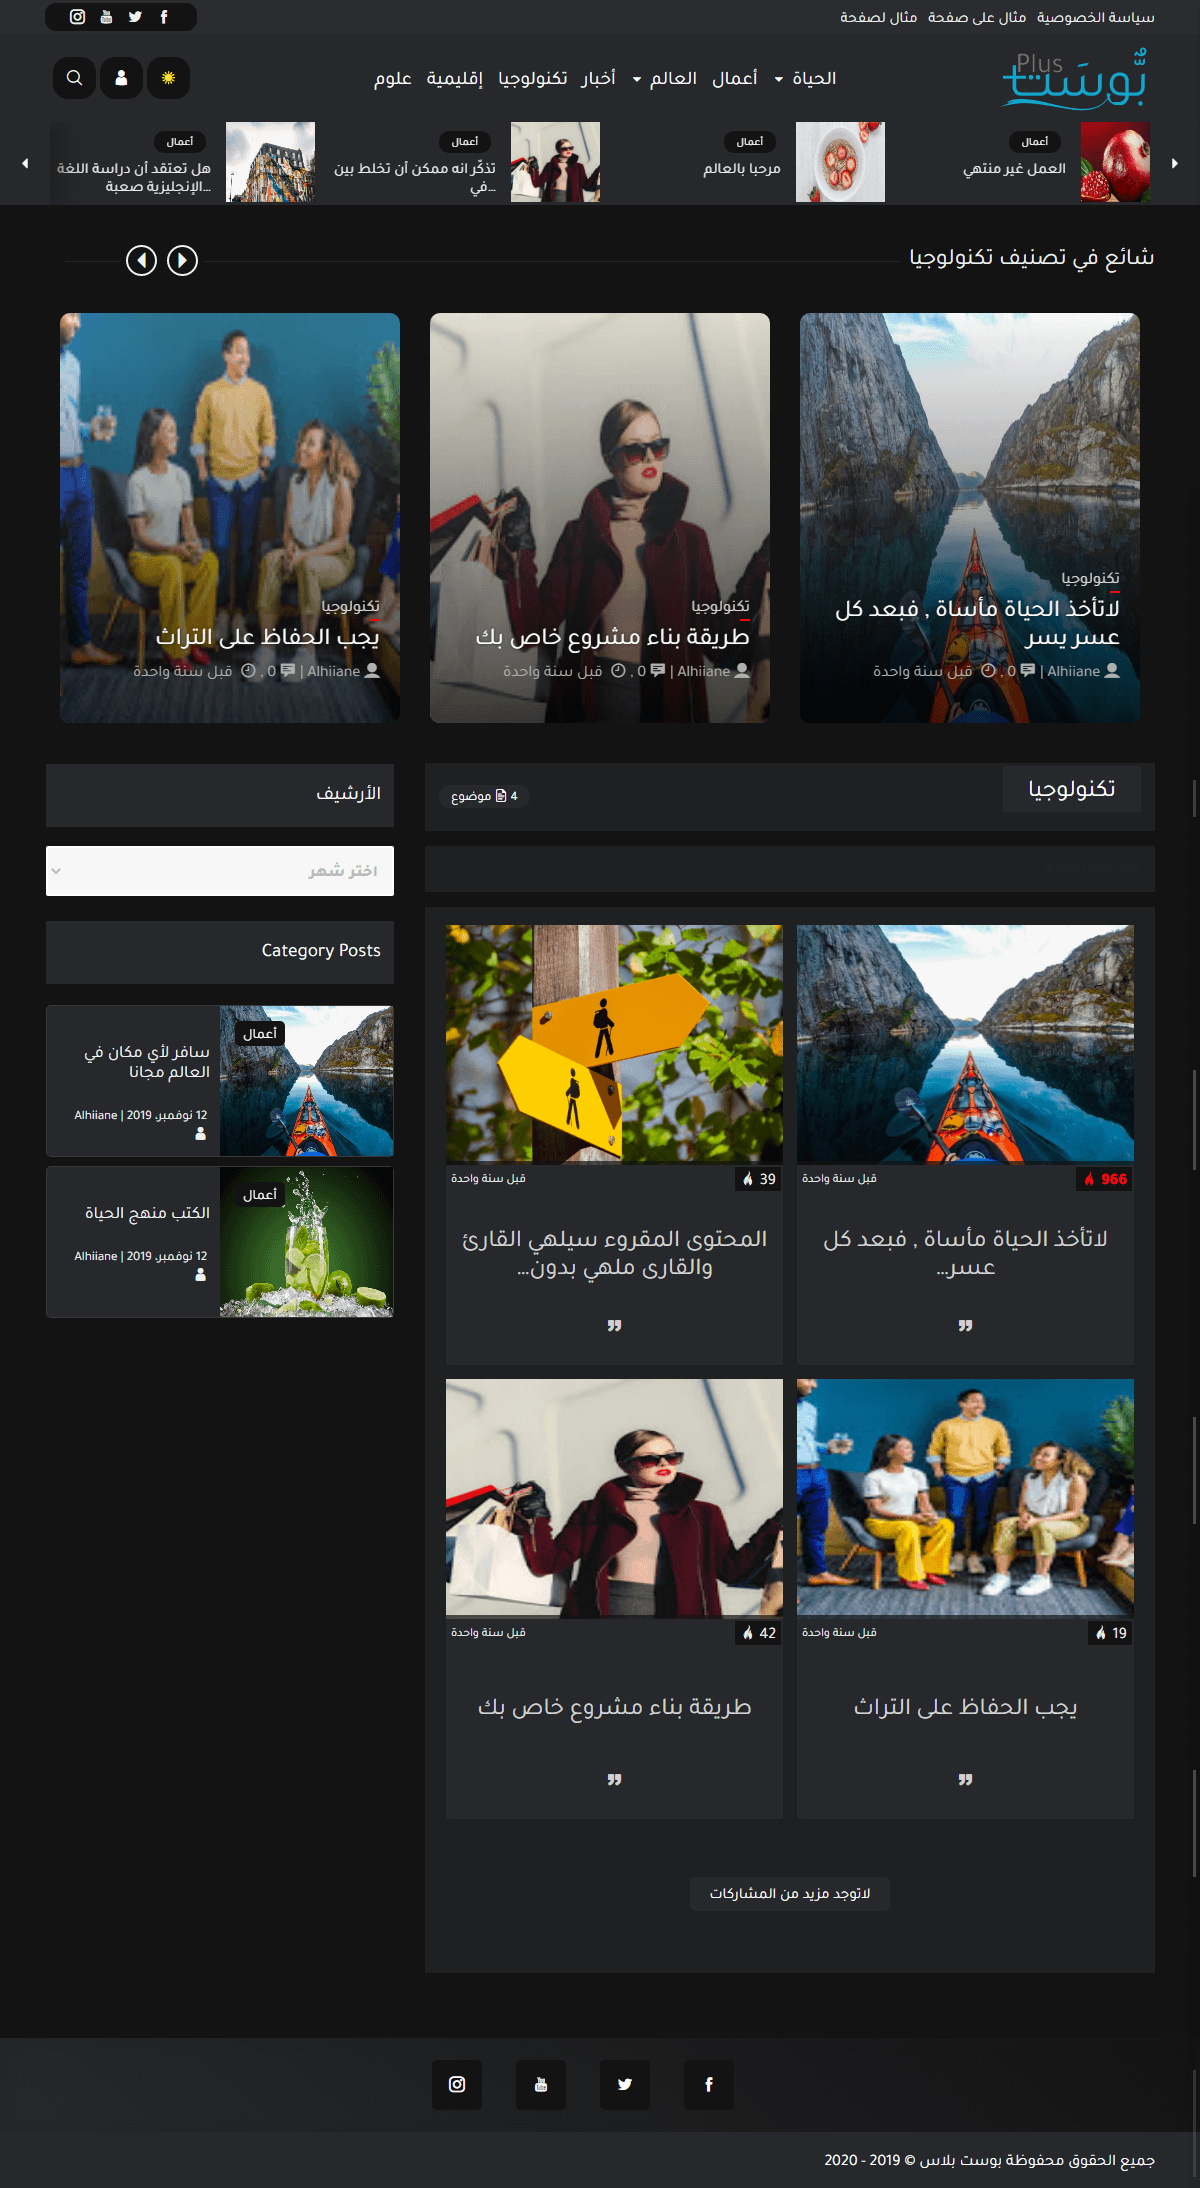 سياسة الخصوصية مثال على صفحة مثال لصفحة
بُّوسَت Plus
الحياة أعمال العالم أخبار تكنولوجيا إقليمية علوم
أعمال
العمل غير منتهي
أعمال
مرحبا بالعالم
أعمال
تذكّر انه ممكن أن تخلط بين
في...
أعمال
هل تعتقد أن دراسة اللغة
الإنجليزية صعبة...
شائع في تصنيف تكنولوجيا
تكنولوجيا
لاتأخذ الحياة مأساة , فبعد كل
عسر يسر
Alhiiane | 0 , قبل سنة واحدة
تكنولوجيا
طريقة بناء مشروع خاص بك
Alhiiane | 0 , قبل سنة واحدة
تكنولوجيا
يجب الحفاظ على التراث
Alhiiane | 0 , قبل سنة واحدة
تكنولوجيا
4 موضوع
966
قبل سنة واحدة
لاتأخذ الحياة مأساة , فبعد كل
عسر...
39
قبل سنة واحدة
المحتوى المقروء سيلهي القارئ
والقارى ملهي بدون...
19
قبل سنة واحدة
يجب الحفاظ على التراث
42
قبل سنة واحدة
طريقة بناء مشروع خاص بك
لاتوجد مزيد من المشاركات
الأرشيف
اختر شهر
Category Posts
أعمال
سافر لأي مكان في
العالم مجانا
12 نوفمبر، 2019 | Alhiiane
أعمال
الكتب منهج الحياة
12 نوفمبر، 2019 | Alhiiane
جميع الحقوق محفوظة بوست بلاس © 2019 - 2020